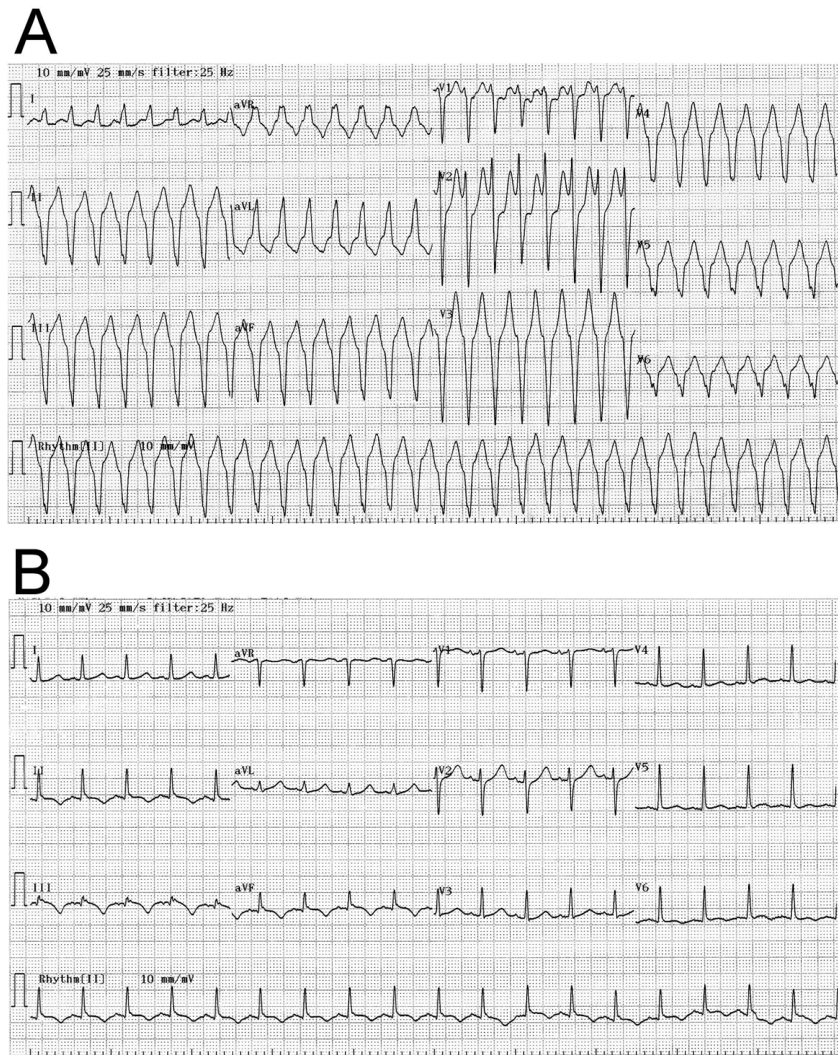 A
10 mm/mV 25 mm/s filter:25 Hz
I
aVR
V1
V4
II
aVL
V2
V5
III
aVF
V3
V6
Rhythm[II] 10 mm/mV
B
10 mm/mV 25 mm/s filter:25 Hz
I
aVR
V1
V4
II
aVL
V2
V5
III
aVF
V3
V6
Rhythm[II] 10 mm/mV